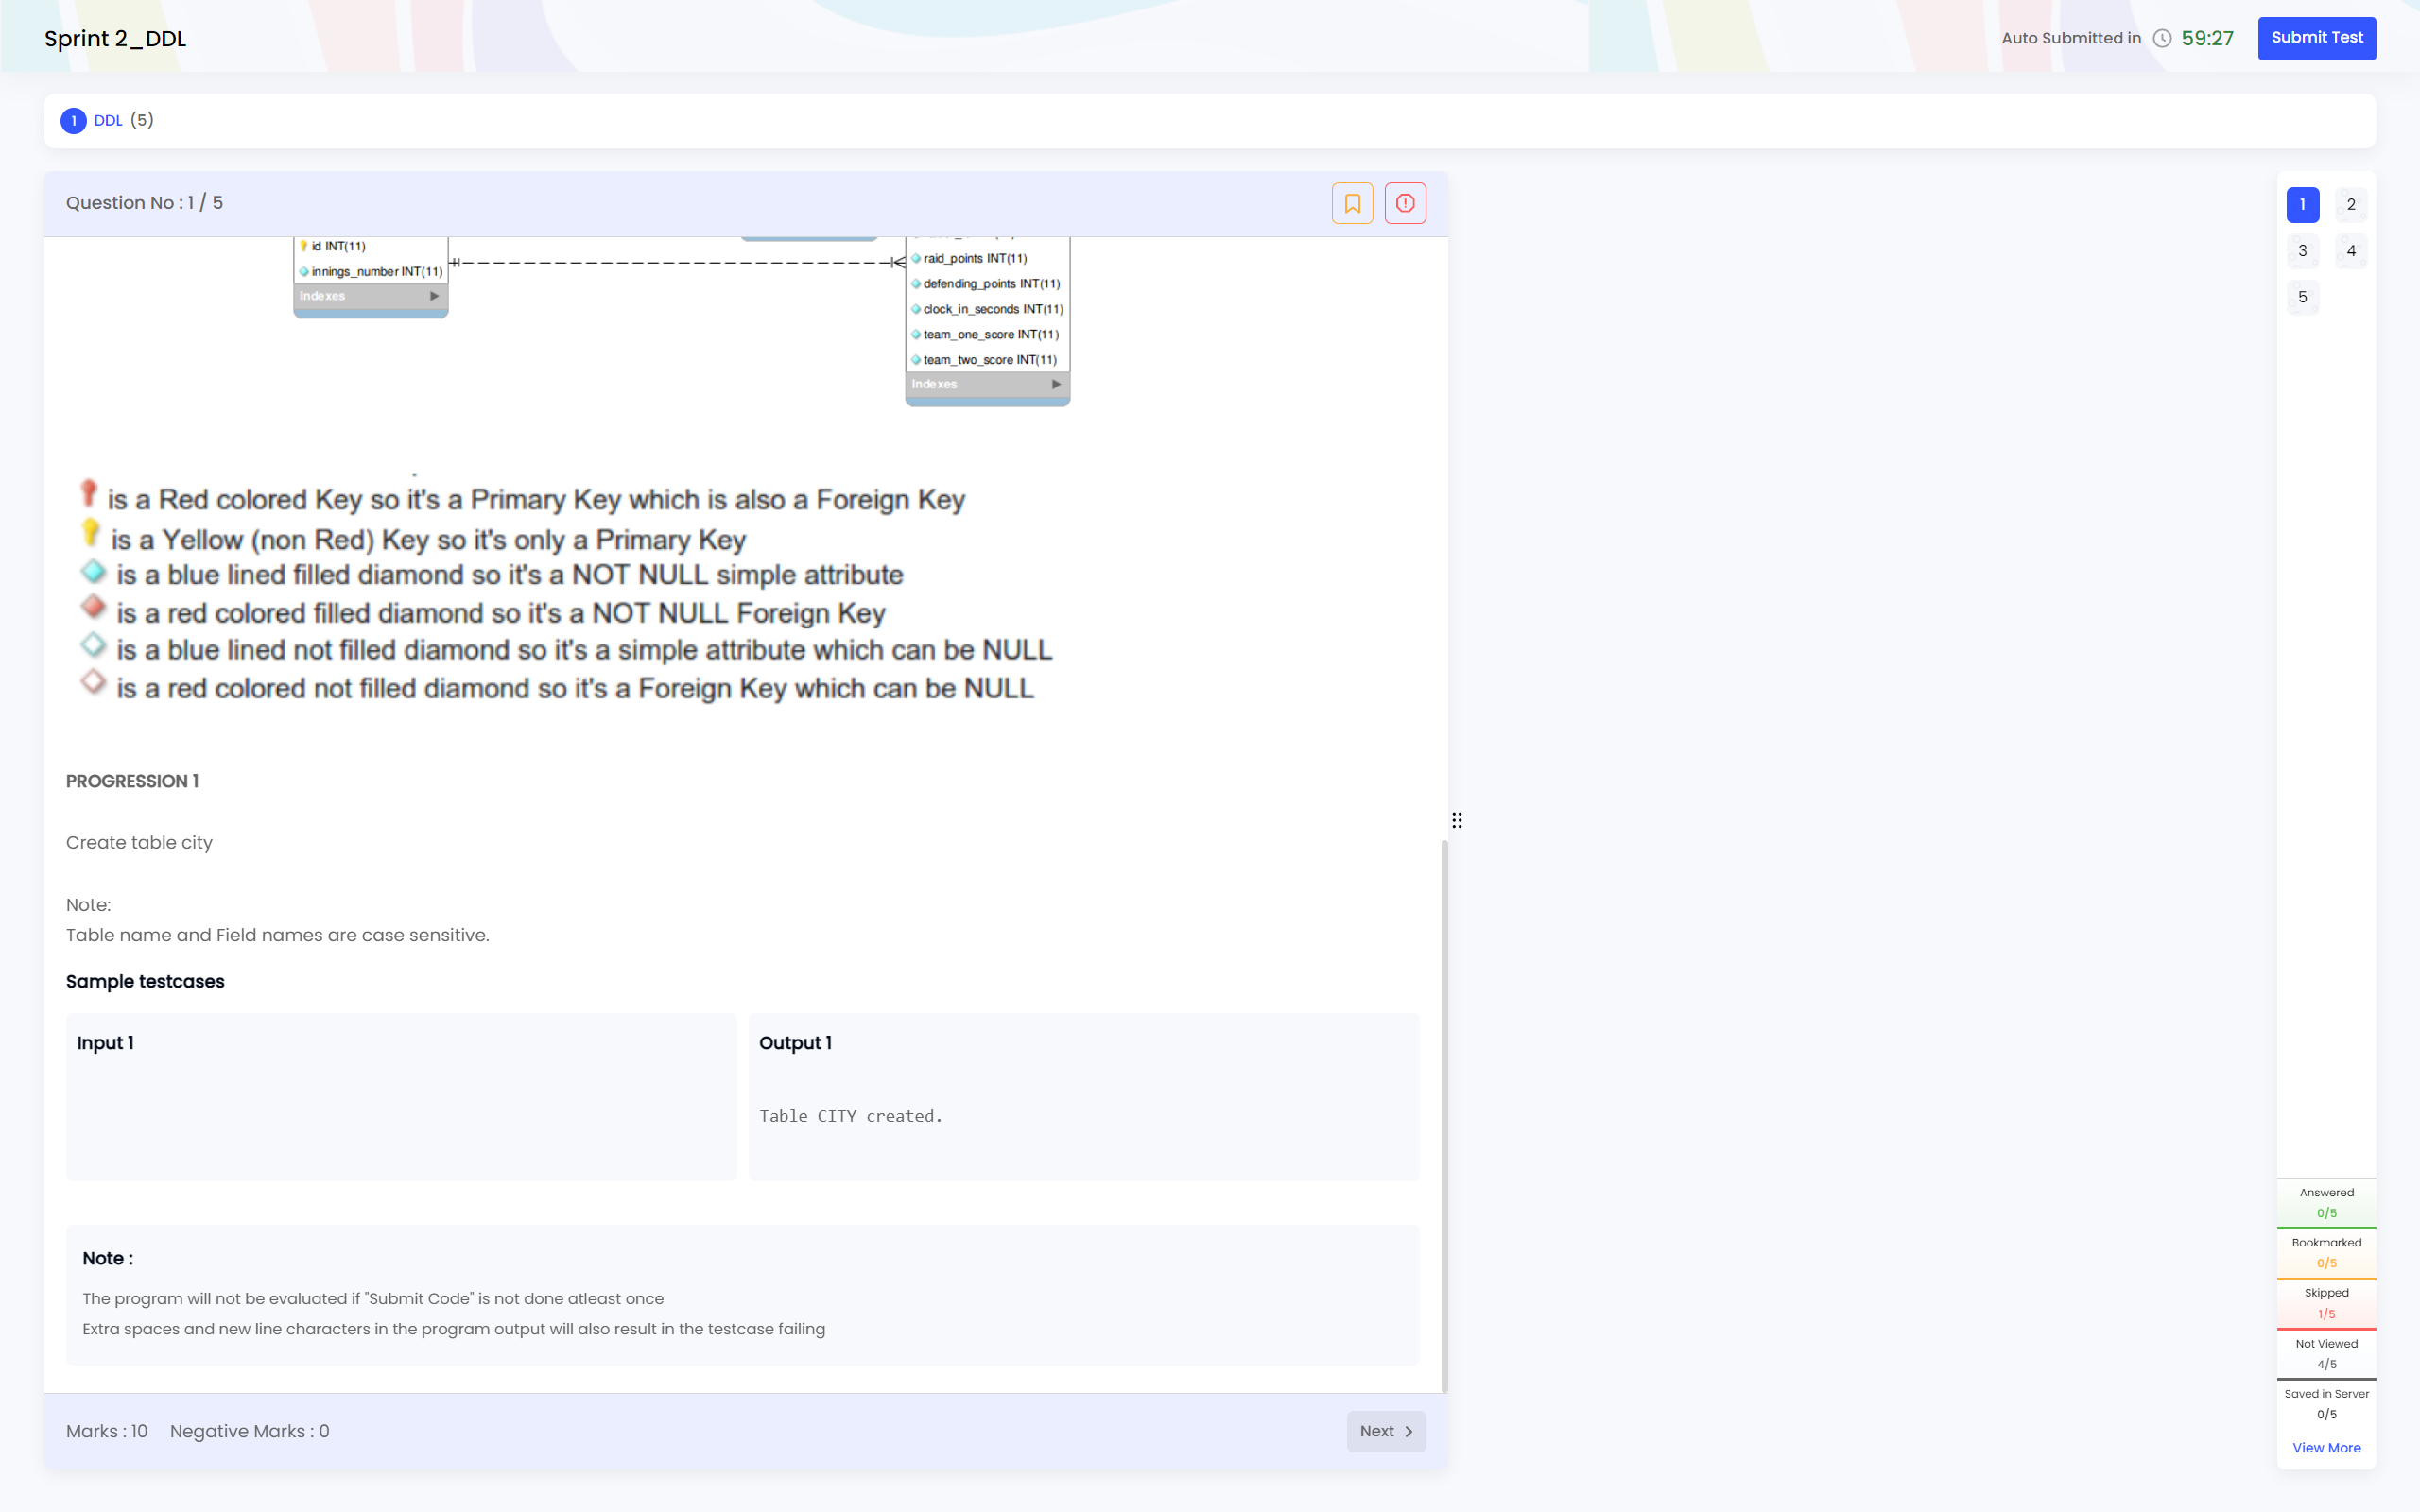 Sprint 2_DDL
Auto Submitted in 59:27
Submit Test
1 DDL (5)
Question No : 1 / 5
id INT(11)
innings_number INT(11)
Indexes
raid_points INT(11)
defending_points INT(11)
clock_in_seconds INT(11)
team_one_score INT(11)
team_two_score INT(11)
Indexes
is a Red colored Key so it's a Primary Key which is also a Foreign Key
is a Yellow (non Red) Key so it's only a Primary Key
is a blue lined filled diamond so it's a NOT NULL simple attribute
is a red colored filled diamond so it's a NOT NULL Foreign Key
is a blue lined not filled diamond so it's a simple attribute which can be NULL
is a red colored not filled diamond so it's a Foreign Key which can be NULL
PROGRESSION 1
Create table city
Note:
Table name and Field names are case sensitive.
Sample testcases
Input 1
Output 1
Table CITY created.
Note :
The program will not be evaluated if "Submit Code" is not done atleast once
Extra spaces and new line characters in the program output will also result in the testcase failing
Marks : 10 Negative Marks : 0
Next
1 2
3 4
5
Answered
0/5
Bookmarked
0/5
Skipped
1/5
Not Viewed
4/5
Saved in Server
0/5
View More